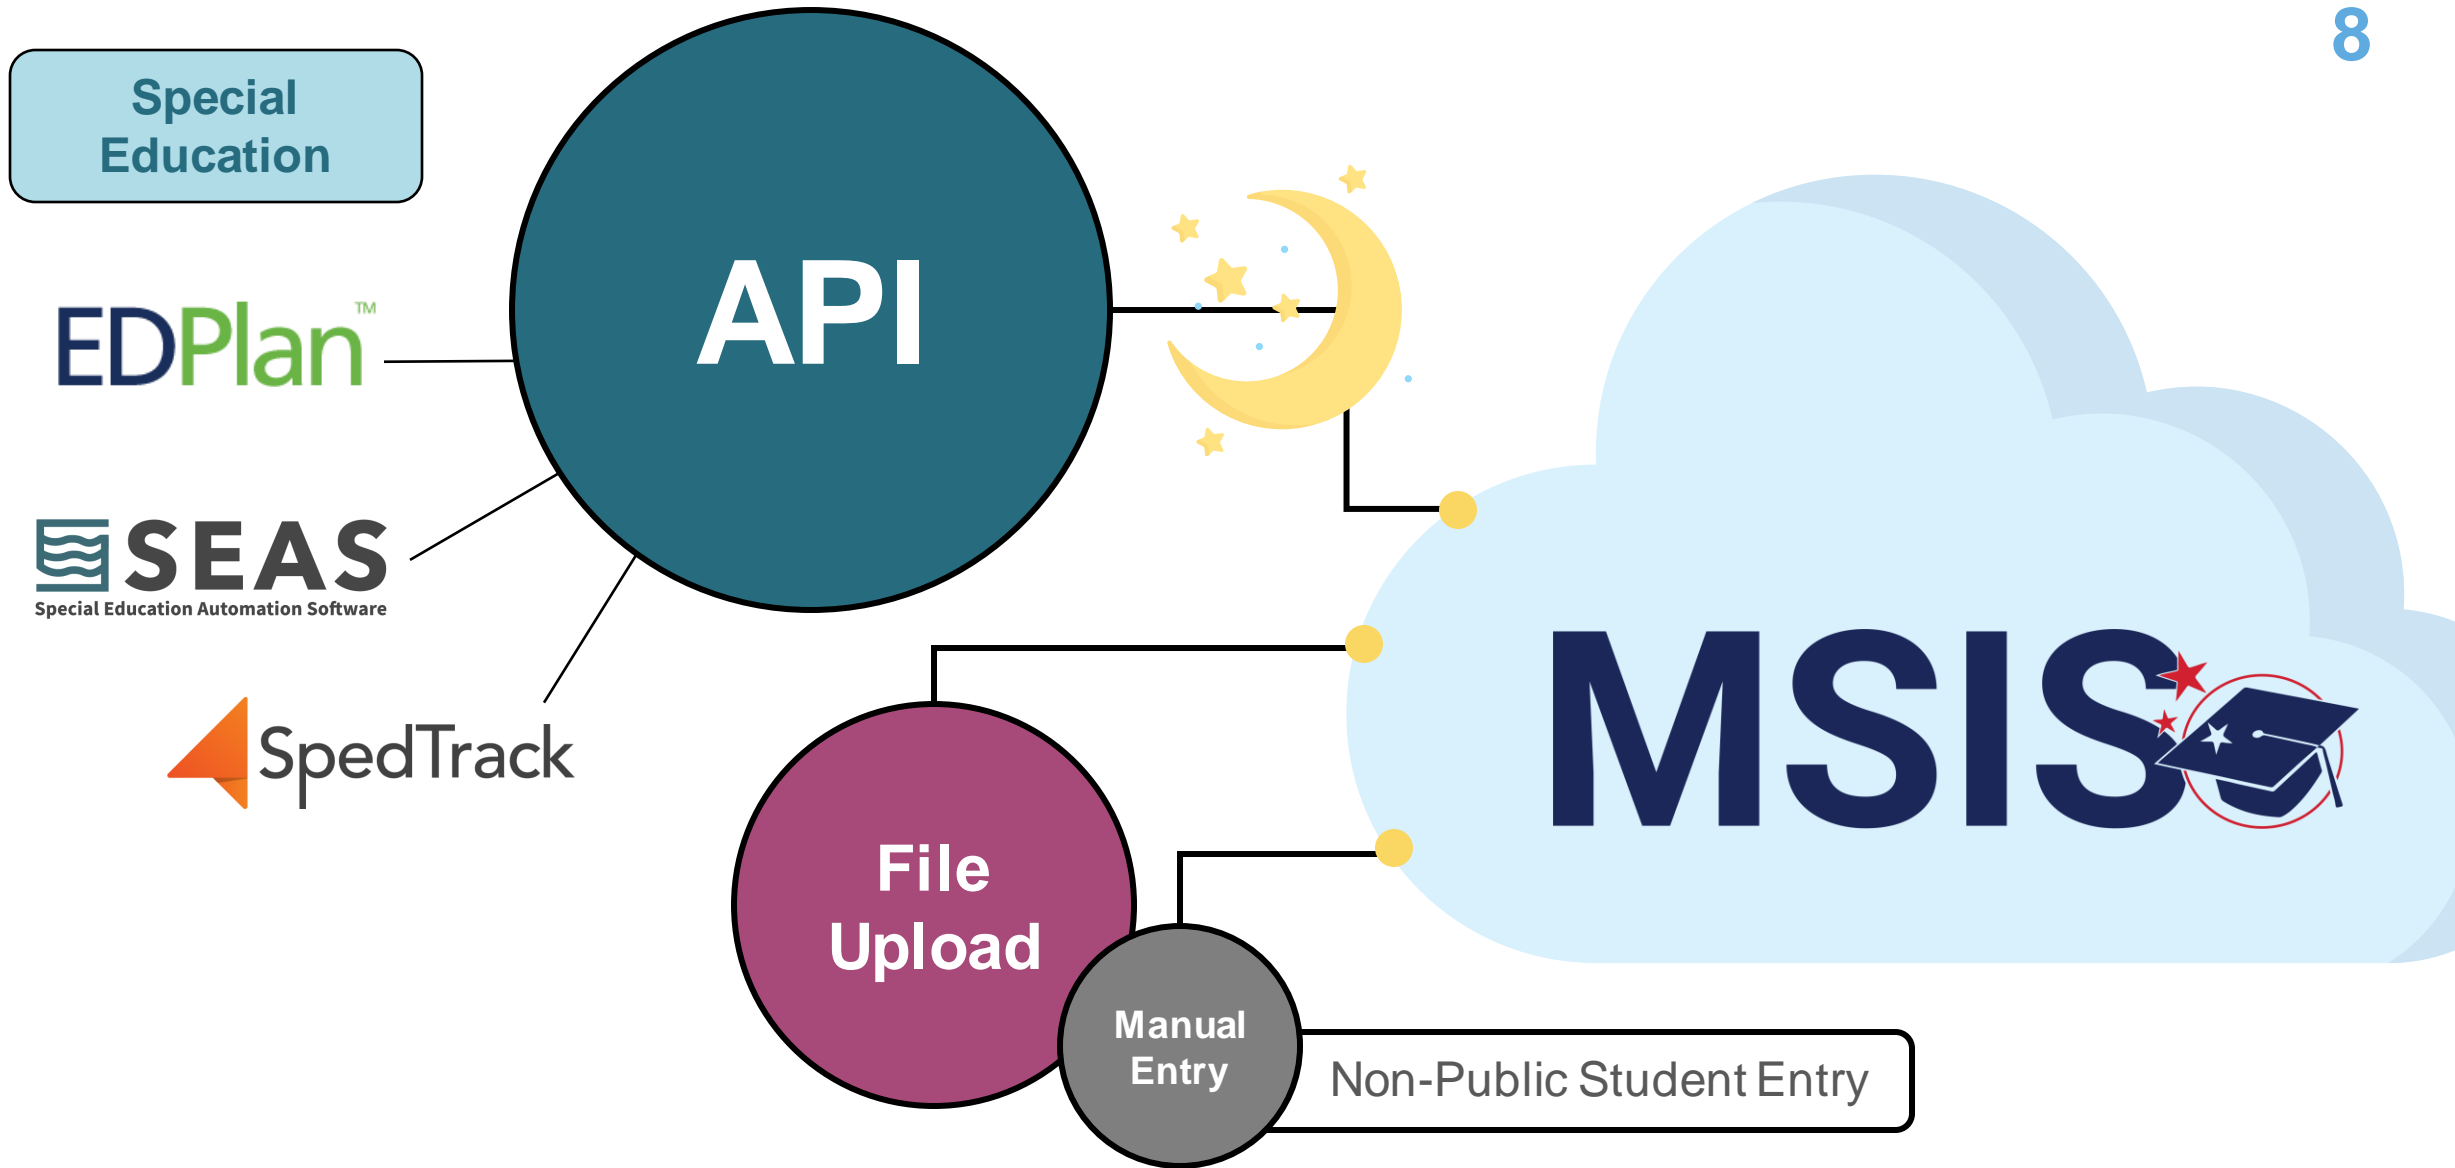 8
Special
Education
API
EDPlan™
SEAS
Special Education Automation Software
SpedTrack
MSIS
File
Upload
Manual
Entry
Non-Public Student Entry